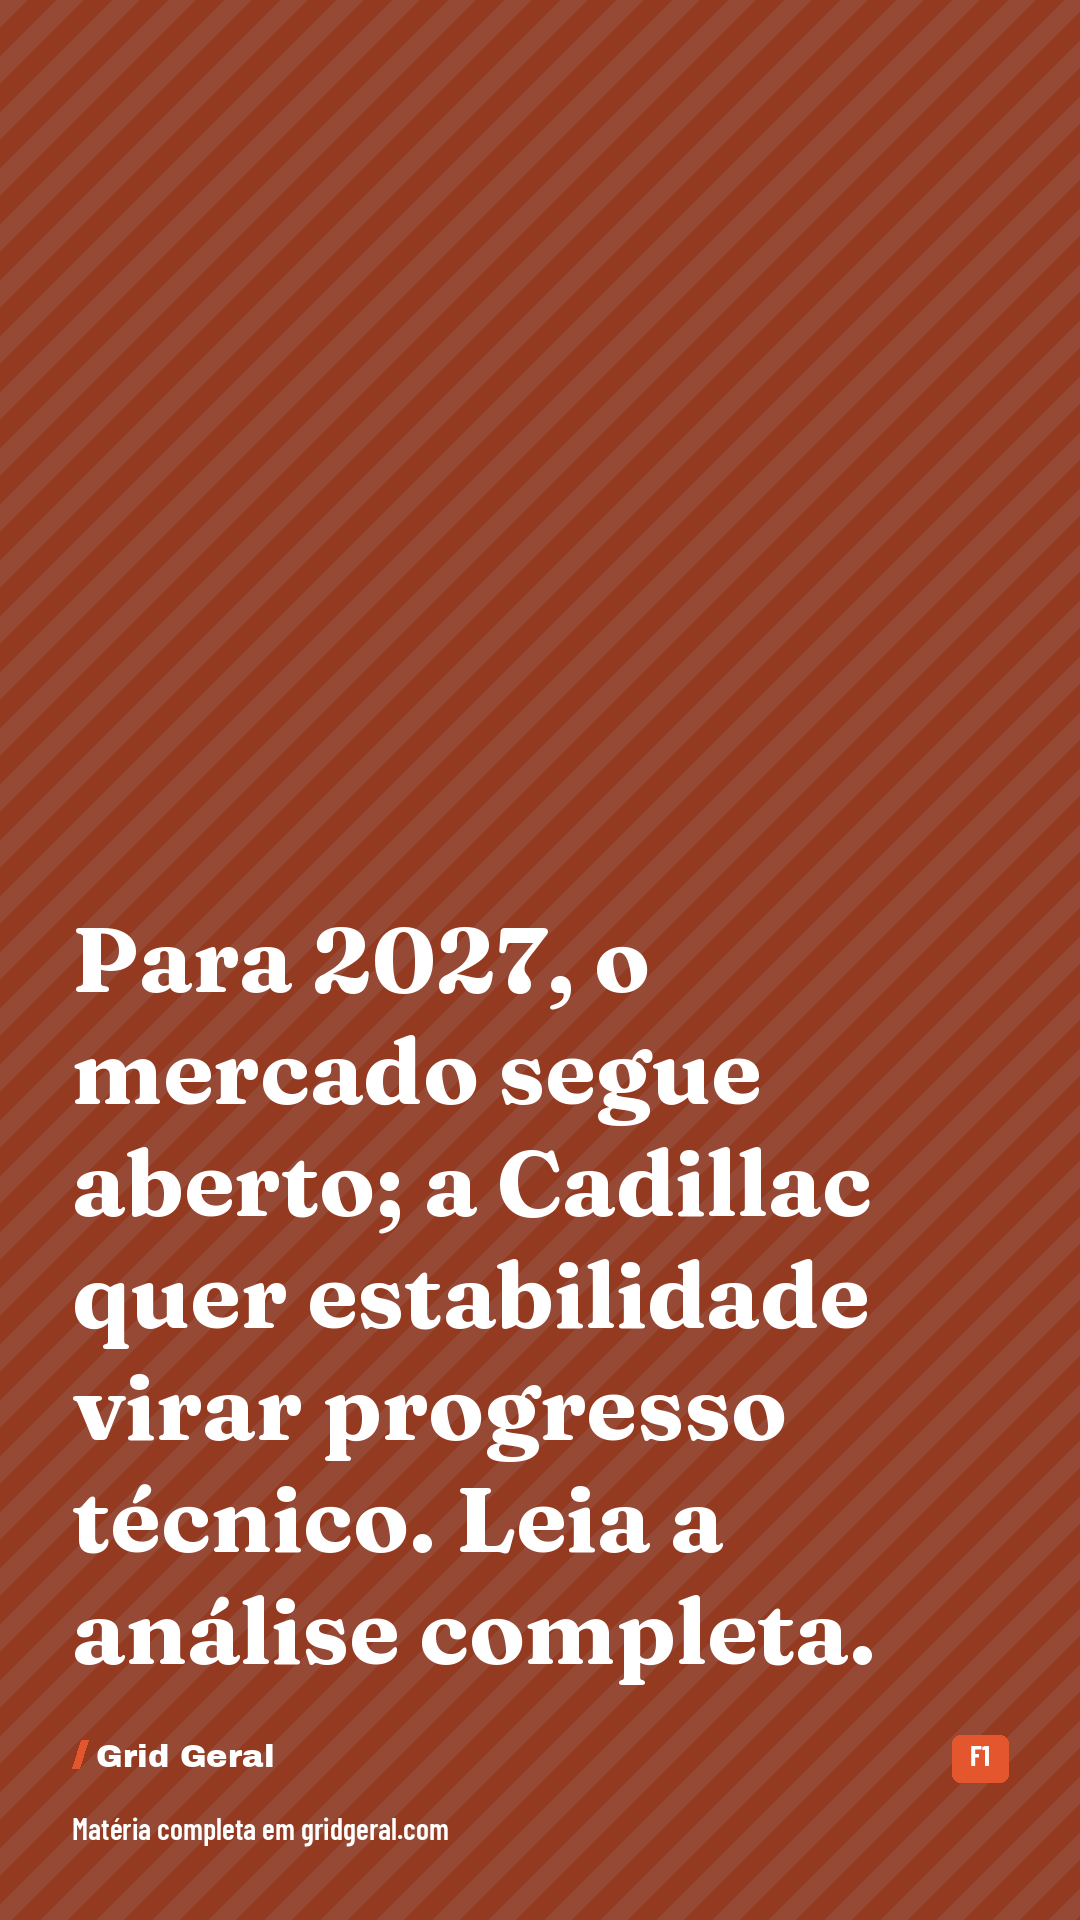 Para 2027, o
mercado segue
aberto; a Cadillac
quer estabilidade
virar progresso
técnico. Leia a
análise completa.
/ Grid Geral
F1
Matéria completa em gridgeral.com